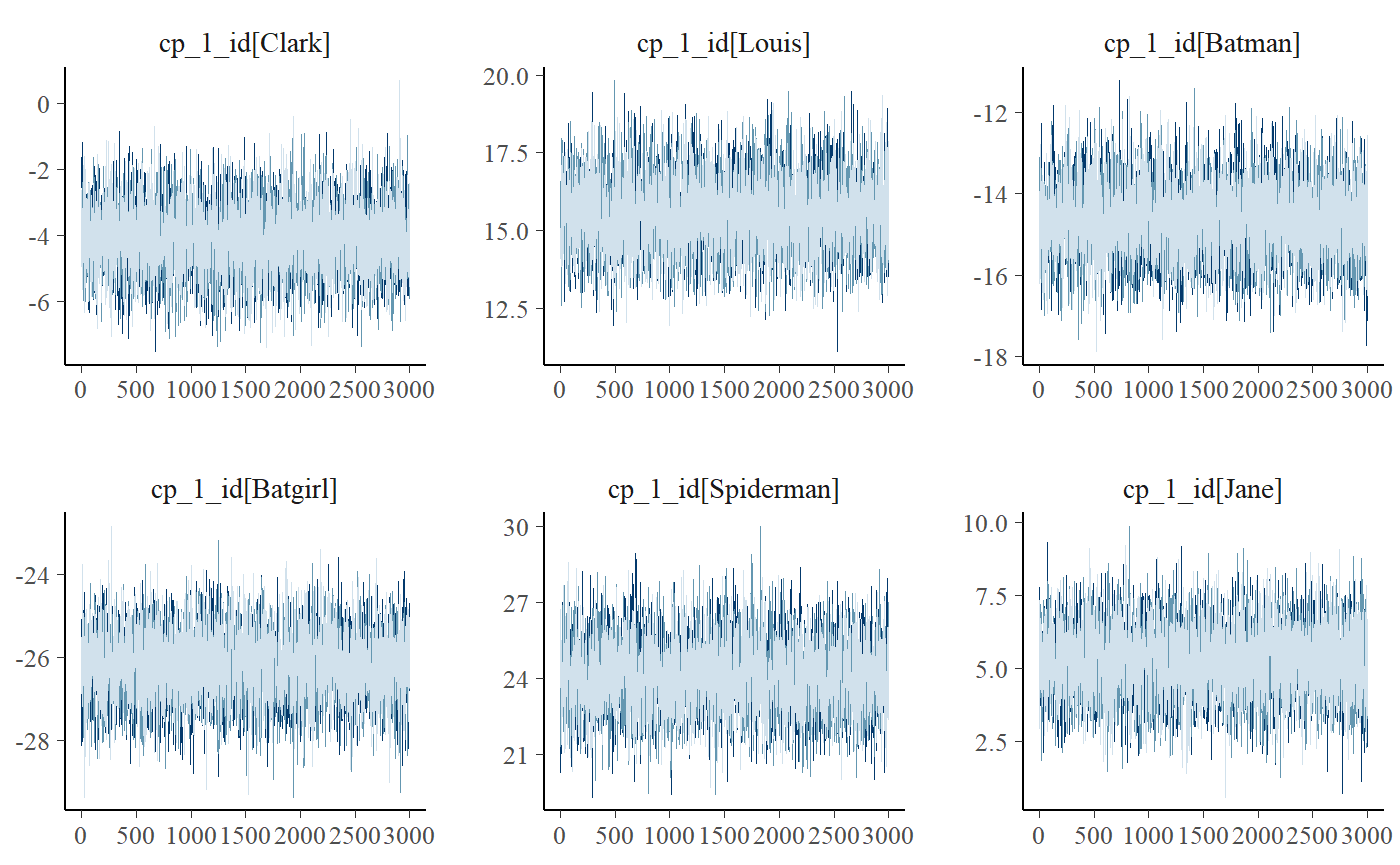 cp_1_id[Clark] cp_1_id[Louis] cp_1_id[Batman]
0 20.0 -12
-2 17.5 -14
-4 15.0 -16
-6 12.5 -18
0 500 1000 1500 2000 2500 3000 0 500 1000 1500 2000 2500 3000 0 500 1000 1500 2000 2500 3000
cp_1_id[Batgirl] cp_1_id[Spiderman] cp_1_id[Jane]
-24 30 10.0
-26 27 7.5
-28 24 5.0
21 2.5
0 500 1000 1500 2000 2500 3000 0 500 1000 1500 2000 2500 3000 0 500 1000 1500 2000 2500 3000